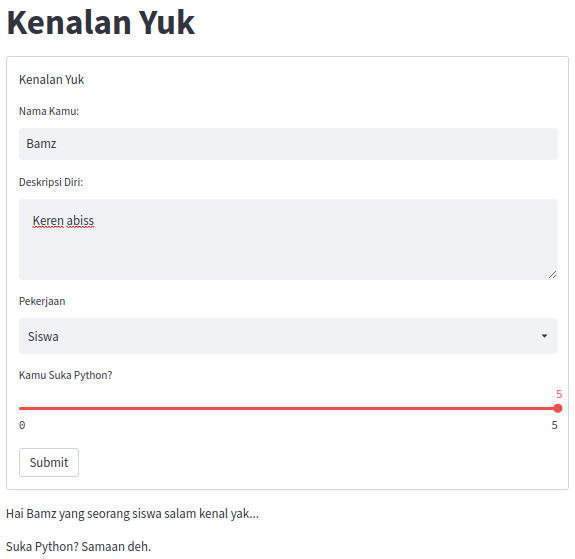 Kenalan Yuk
Kenalan Yuk
Nama Kamu:
Bamz
Deskripsi Diri:
Keren abiss
Pekerjaan
Siswa
Kamu Suka Python?
5
0 5
Submit
Hai Bamz yang seorang siswa salam kenal yak...
Suka Python? Samaan deh.